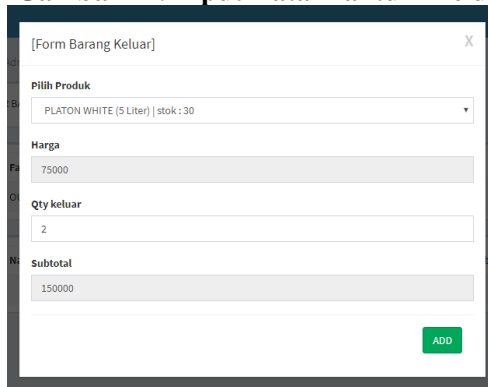 [Form Barang Keluar]
X
Pilih Produk
PLATON WHITE (5 Liter) | stok : 30
Harga
75000
Qty keluar
2
Subtotal
150000
ADD